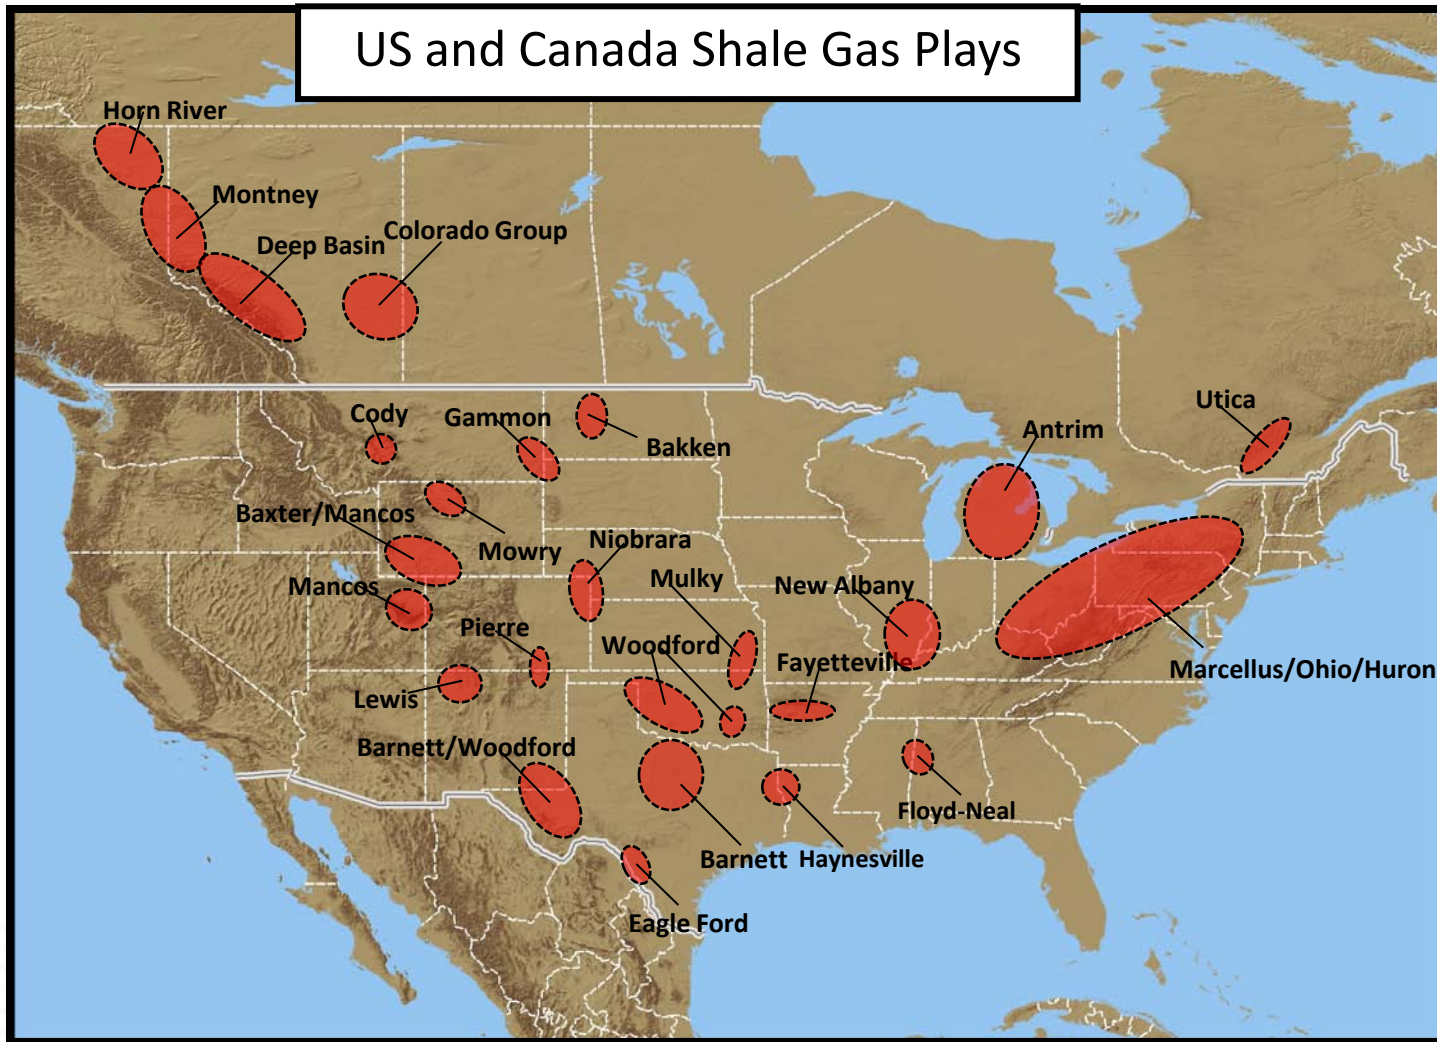 US and Canada Shale Gas Plays
Horn River
Montney
Colorado Group
Deep Basin
Utica
Cody
Gammon
Antrim
Bakken
Baxter/Mancos
Niobrara
Mowry
Mulky
New Albany
Mancos
Pierre
Woodford
Fayetteville
Marcellus/Ohio/Huron
Lewis
Barnett/Woodford
Floyd-Neal
Barnett
Haynesville
Eagle Ford